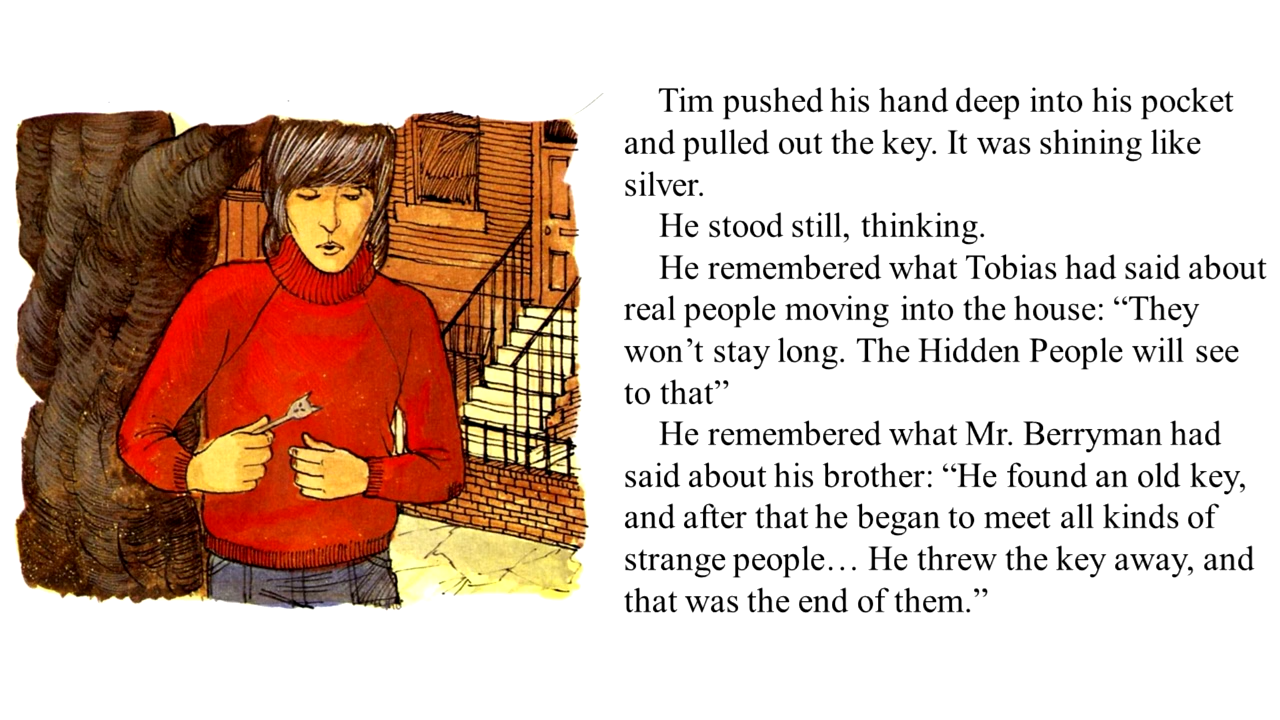 Tim pushed his hand deep into his pocket
and pulled out the key. It was shining like
silver.
He stood still, thinking.
He remembered what Tobias had said about
real people moving into the house: “They
won’t stay long. The Hidden People will see
to that”
He remembered what Mr. Berryman had
said about his brother: “He found an old key,
and after that he began to meet all kinds of
strange people… He threw the key away, and
that was the end of them.”